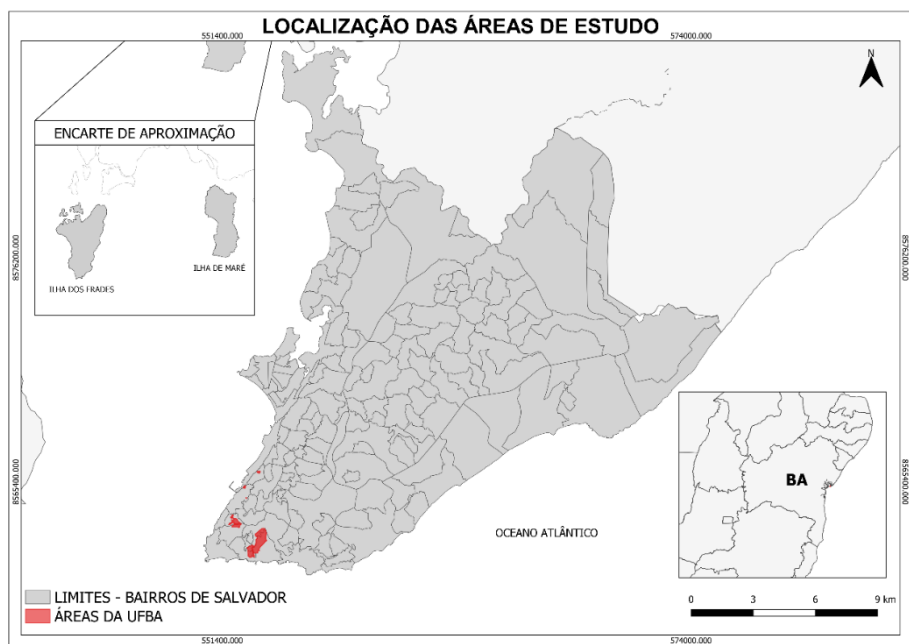 LOCALIZAÇÃO DAS ÁREAS DE ESTUDO
551400.000
574000.000
N
ENCARTE DE APROXIMAÇÃO
ILHA DE MARÉ
ILHA DOS FRADES
8576200.000
8576200.000
BA
8565400.000
8565400.000
OCEANO ATLÂNTICO
LIMITES - BAIRROS DE SALVADOR
ÁREAS DA UFBA
0 3 6 9 km
551400.000
574000.000